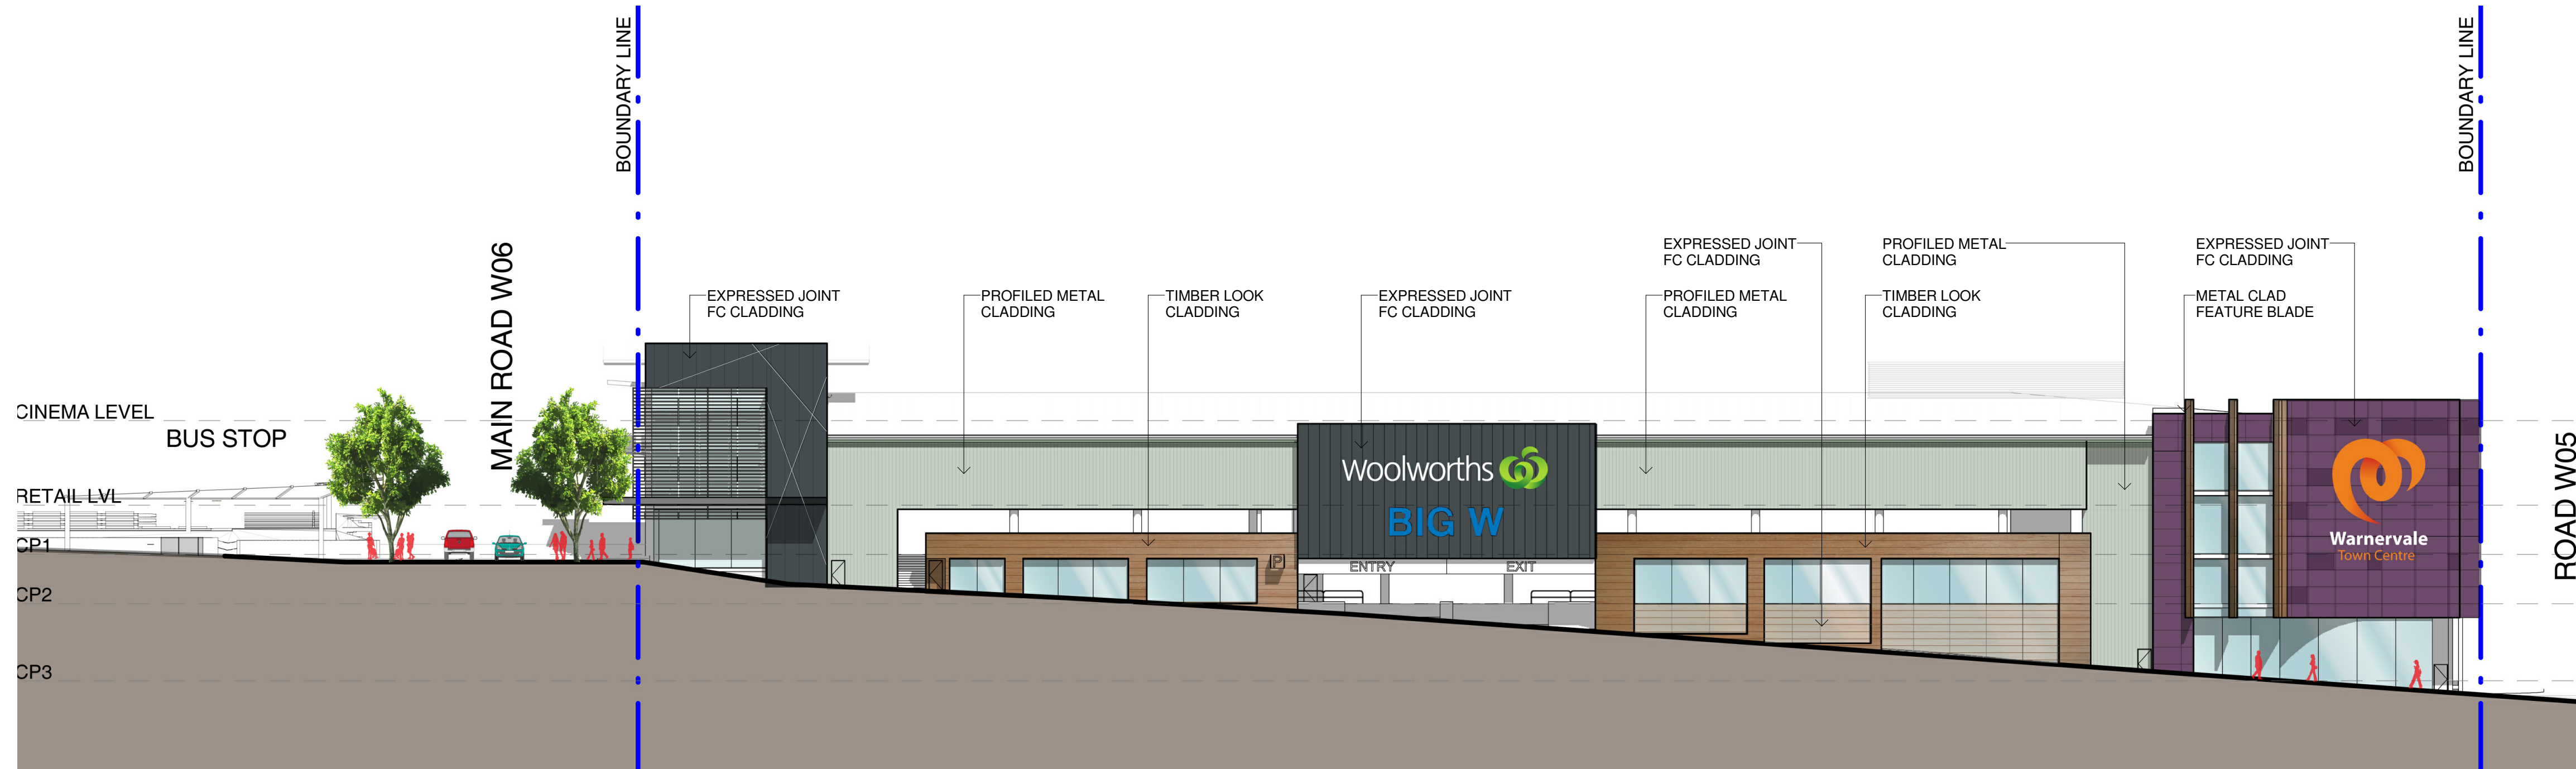 BOUNDARY LINE
BOUNDARY LINE
MAIN ROAD W06
EXPRESSED JOINT
FC CLADDING
PROFILED METAL
CLADDING
EXPRESSED JOINT
FC CLADDING
EXPRESSED JOINT
FC CLADDING
PROFILED METAL
CLADDING
TIMBER LOOK
CLADDING
EXPRESSED JOINT
FC CLADDING
PROFILED METAL
CLADDING
TIMBER LOOK
CLADDING
METAL CLAD
FEATURE BLADE
CINEMA LEVEL
BUS STOP
RETAIL LVL
CP1
CP2
CP3
Woolworths
BIG W
P
ENTRY
EXIT
Warnervale
Town Centre
ROAD W05